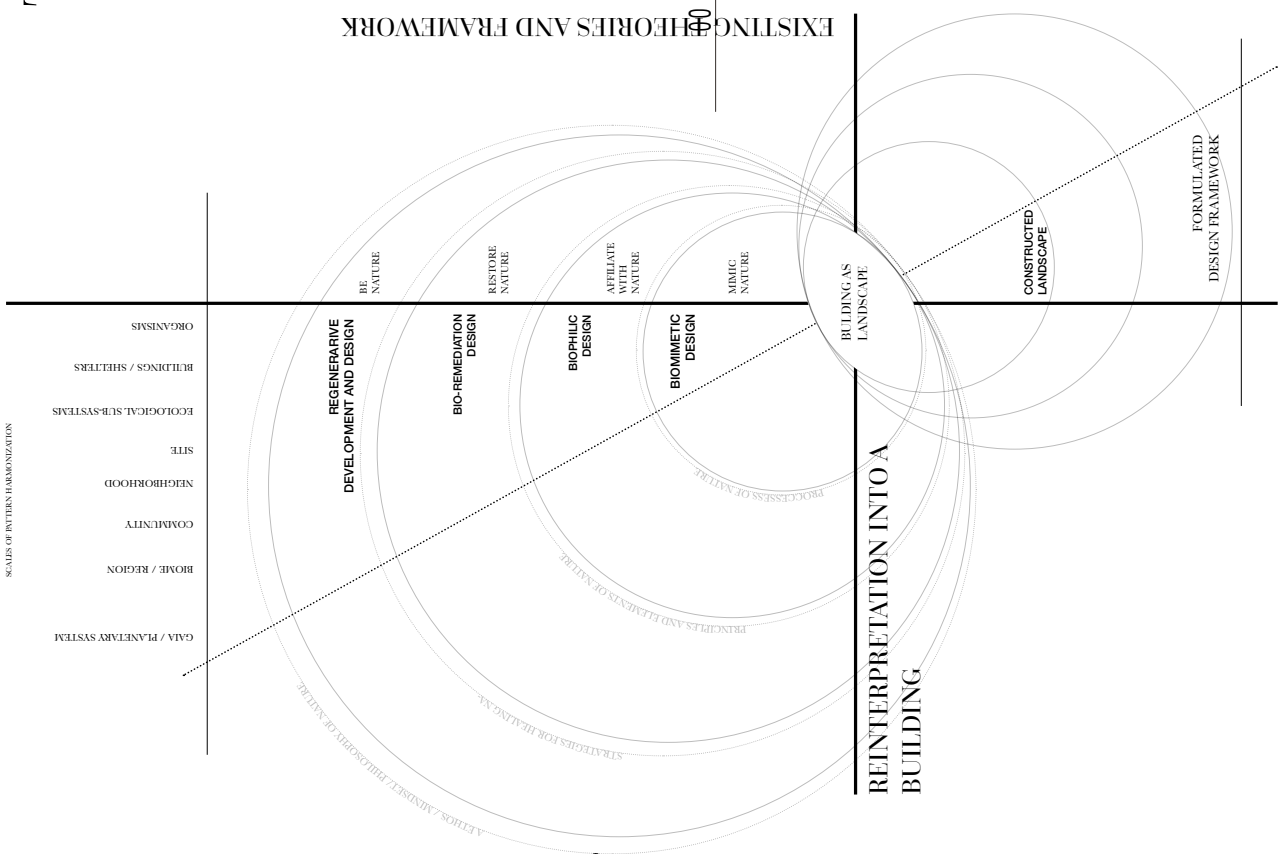 EXISTING THEORIES AND FRAMEWORK
SCALES OF PATTERN HARMONIZATION
ORGANISMS
BUILDINGS / SHELTERS
ECOLOGICAL SUB-SYSTEMS
SITE
NEIGHBORHOOD
COMMUNITY
BIOME / REGION
GAIA / PLANETARY SYSTEM
BE
NATURE
RESTORE
NATURE
AFFILIATE
WITH
NATURE
MIMIC
NATURE
REGENERARIVE
DEVELOPMENT AND DESIGN
BIO-REMEDIATION
DESIGN
BIOPHILIC
DESIGN
BIOMIMETIC
DESIGN
BULDING AS
LANDSCAPE
CONSTRUCTED
LANDSCAPE
FORMULATED
DESIGN FRAMEWORK
PROCCESSESS OF NATURE
PRINCIPLES AND ELEMENTS OF NATURE
STRATEGIES FOR HEALING NA
AETHOS / MINDSET/ PHILOSOPHY OF NATURE
REINTERPRETATION INTO A
BUILDING